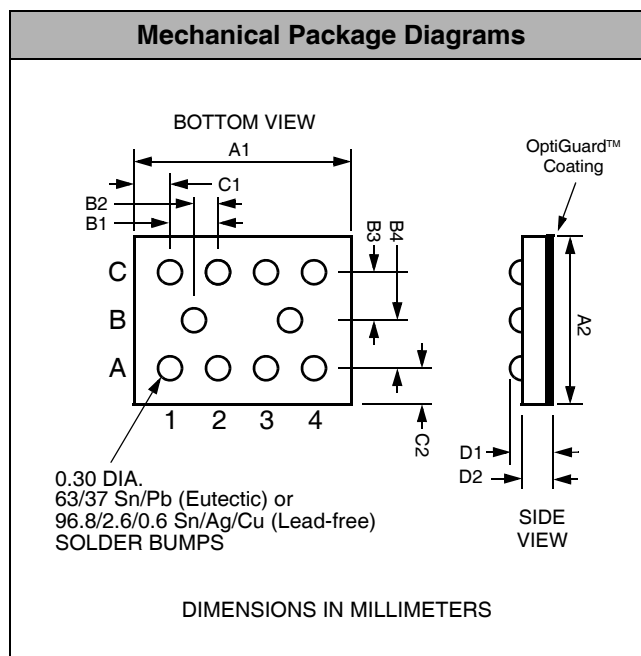 Mechanical Package Diagrams
BOTTOM VIEW
A1
OptiGuard™
Coating
C1
B2
B1
B3
B4
C
B
A
A2
1 2 3 4
C2
D1
D2
0.30 DIA.
63/37 Sn/Pb (Eutectic) or
96.8/2.6/0.6 Sn/Ag/Cu (Lead-free)
SOLDER BUMPS
SIDE
VIEW
DIMENSIONS IN MILLIMETERS